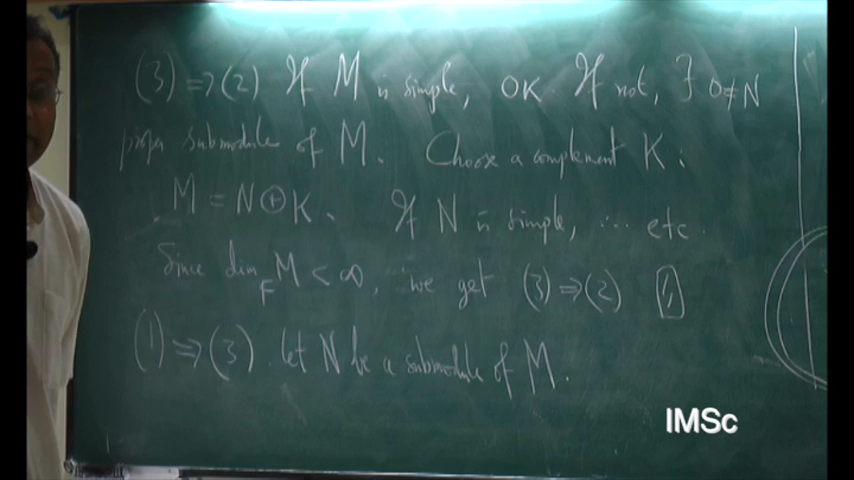 (3) ⇒ (2) If M is simple, OK. If not, ∃ 0≠N
proper submodule of M. Choose a complement K:
M = N⊕K. If N is simple, ... etc.
Since dim_F M < ∞, we get (3) ⇒ (2)
(1) ⇒ (3). Let N be a submodule of M.
IMSc